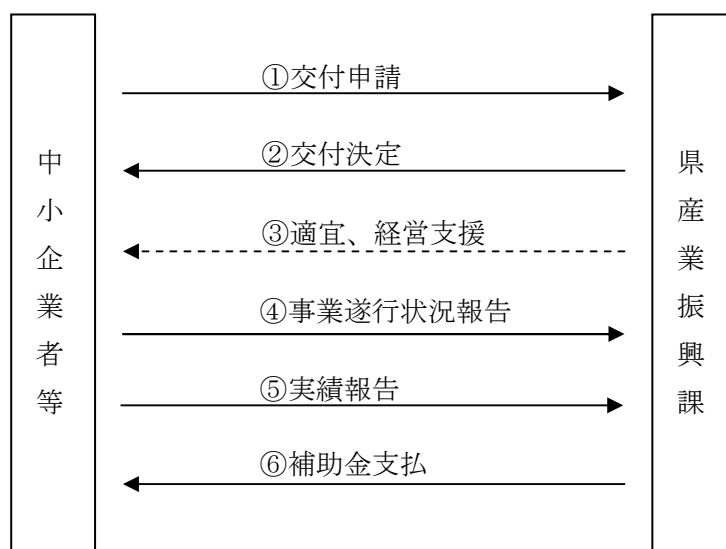 中小企業者等
①交付申請
②交付決定
③適宜、経営支援
④事業遂行状況報告
⑤実績報告
⑥補助金支払
県産業振興課